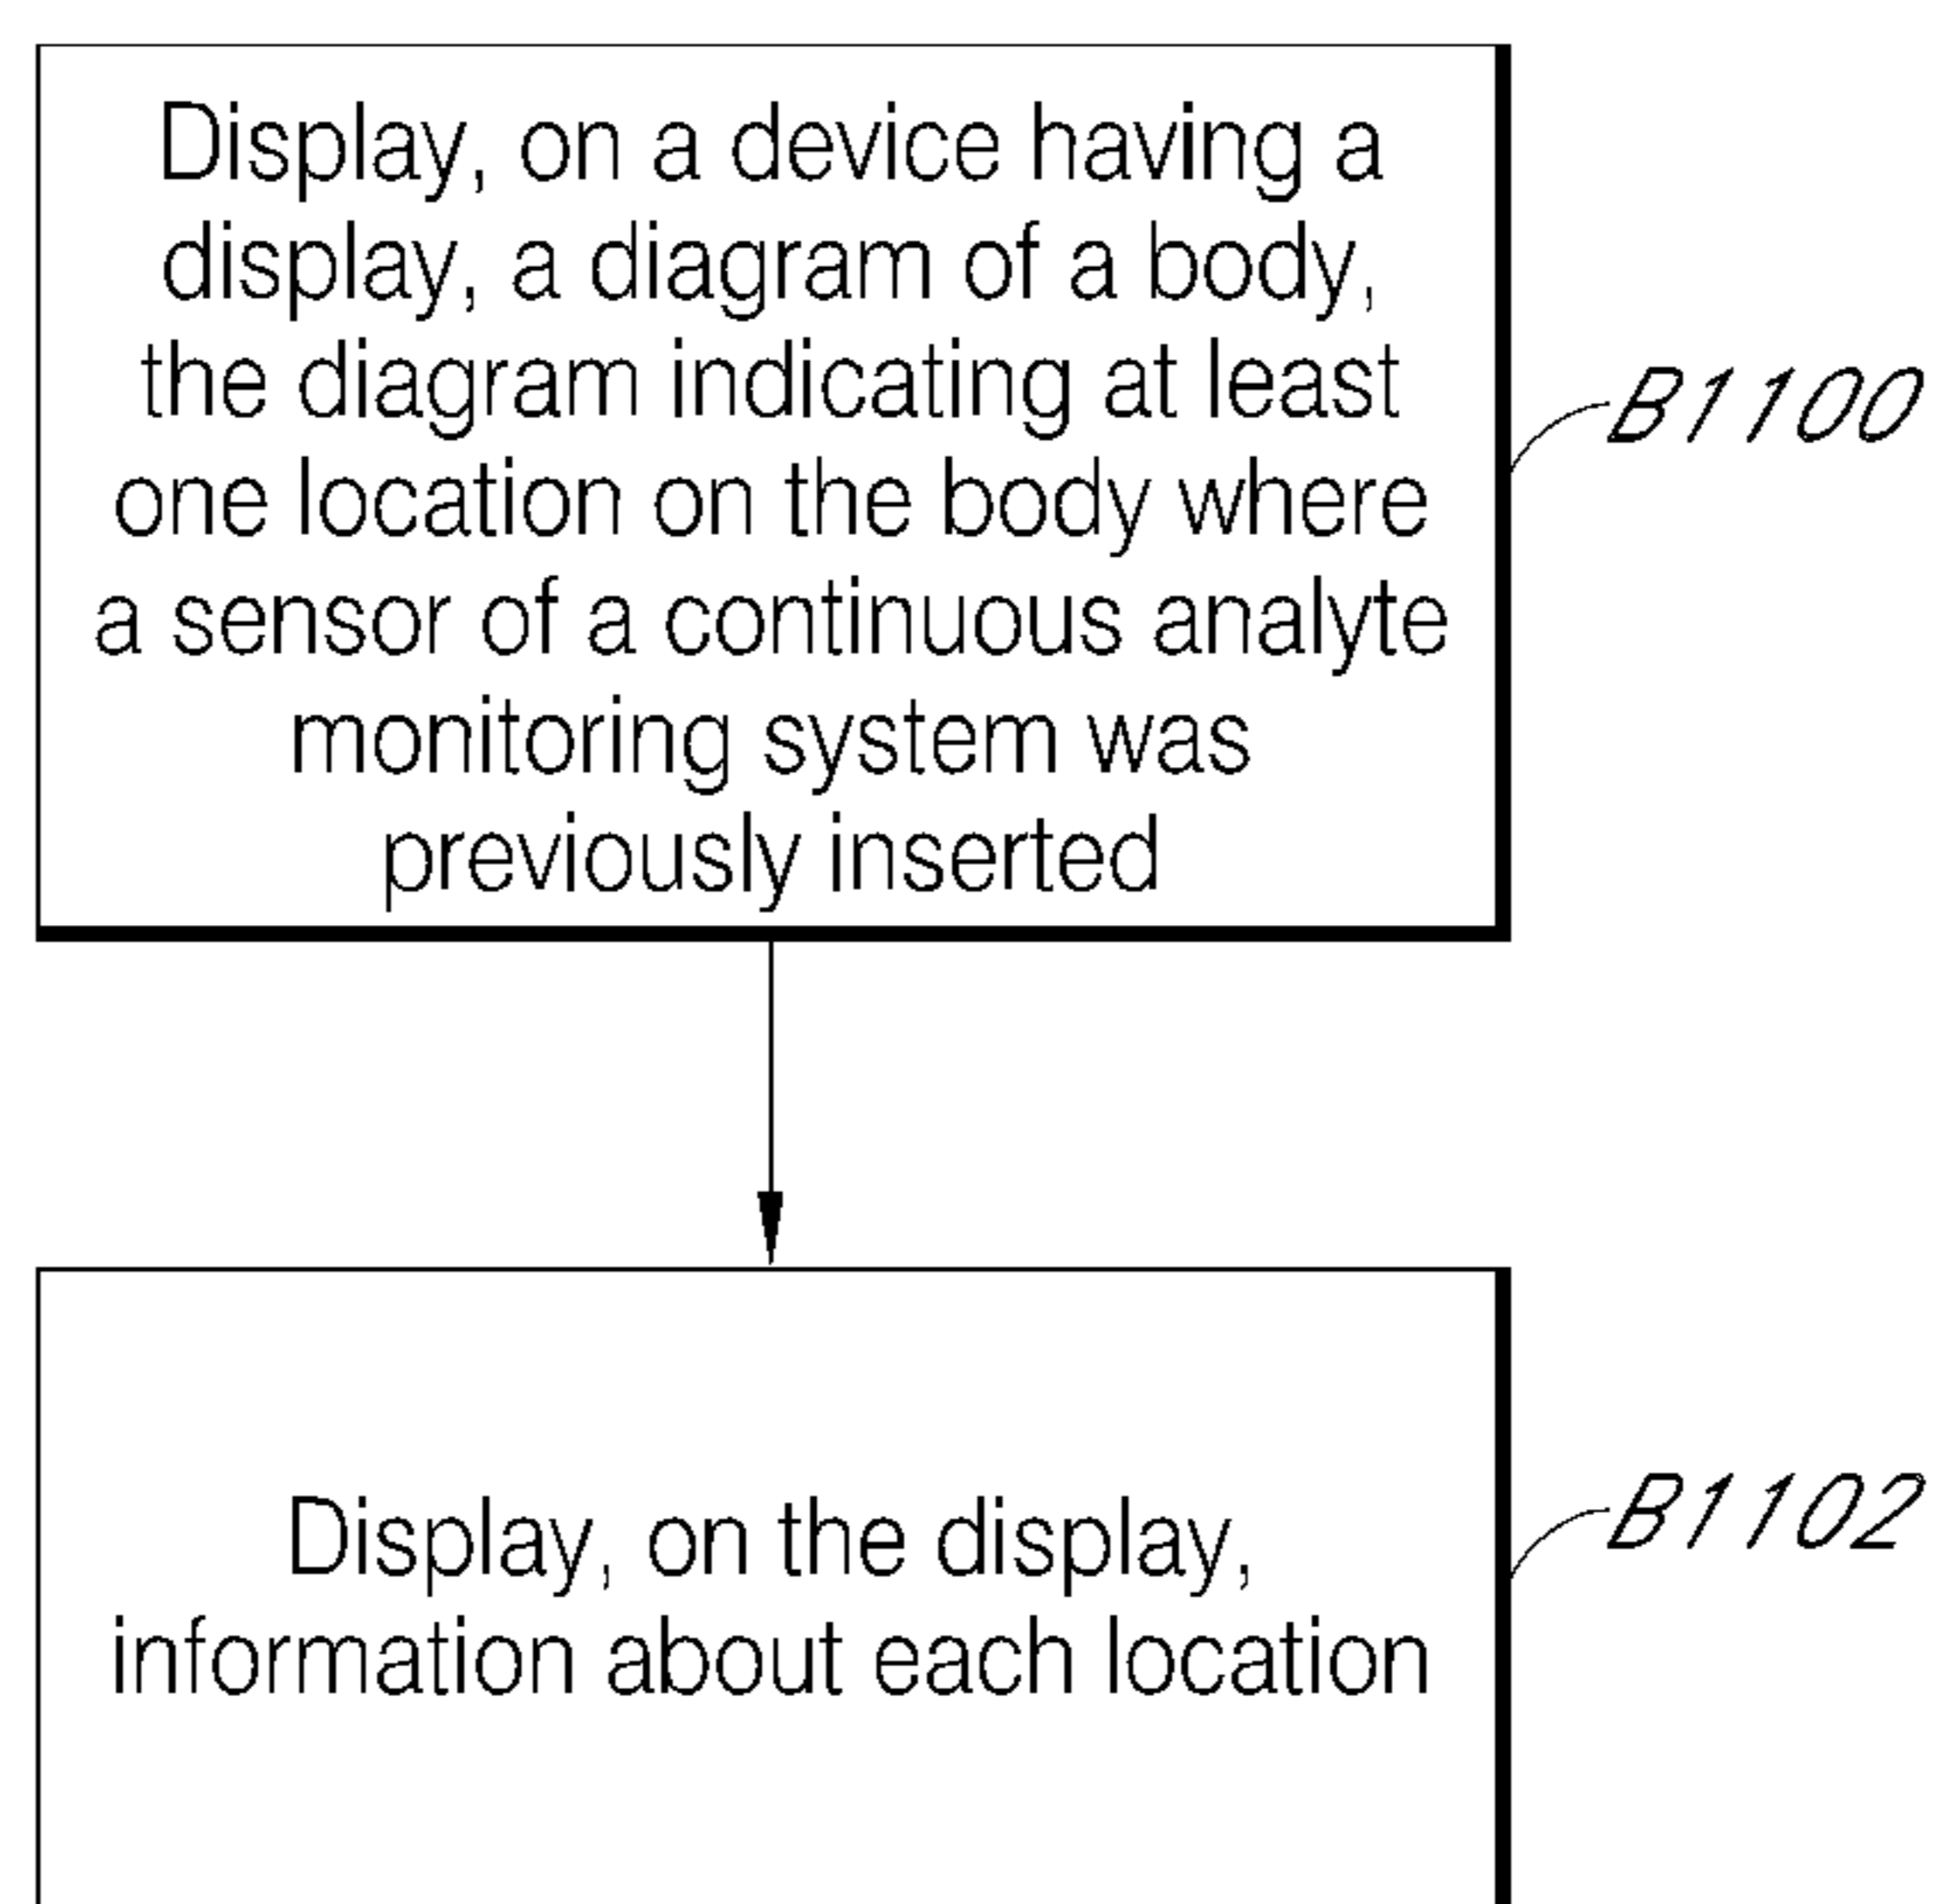 Display, on a device having a
display, a diagram of a body,
the diagram indicating at least
one location on the body where
a sensor of a continuous analyte
monitoring system was
previously inserted
B1100
Display, on the display,
information about each location
B1102